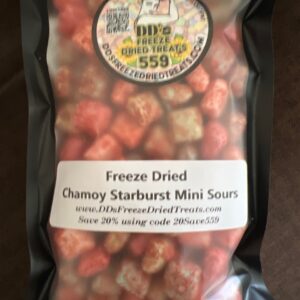 DD's
FREEZE
DRIED TREATS
559
DDSFREEZEDRIEDTREATS.COM
Freeze Dried
Chamoy Starburst Mini Sours
www.DDsFreezeDriedTreats.com
Save 20% using code 20Save559